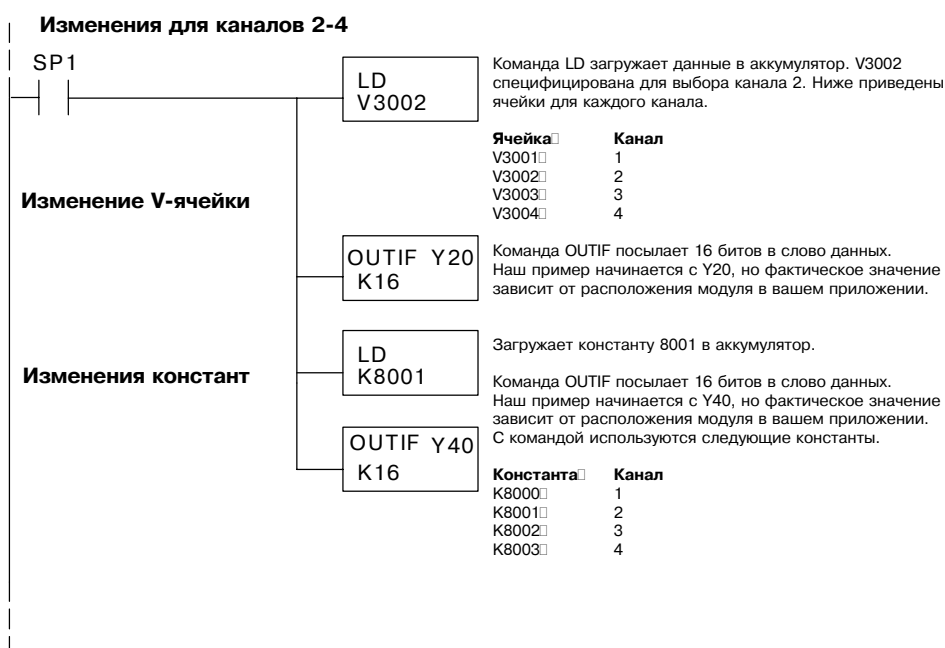 Изменения для каналов 2-4
SP1
LD
V3002
Команда LD загружает данные в аккумулятор. V3002
специфицирована для выбора канала 2. Ниже приведены
ячейки для каждого канала.
Ячейка Канал
V3001 1
V3002 2
V3003 3
V3004 4
Изменение V-ячейки
OUTIF Y20
K16
Команда OUTIF посылает 16 битов в слово данных.
Наш пример начинается с Y20, но фактическое значение
зависит от расположения модуля в вашем приложении.
LD
K8001
Загружает константу 8001 в аккумулятор.
Изменения констант
Команда OUTIF посылает 16 битов в слово данных.
Наш пример начинается с Y40, но фактическое значение
зависит от расположения модуля в вашем приложении.
С командой используются следующие константы.
OUTIF Y40
K16
Константа Канал
K8000 1
K8001 2
K8002 3
K8003 4